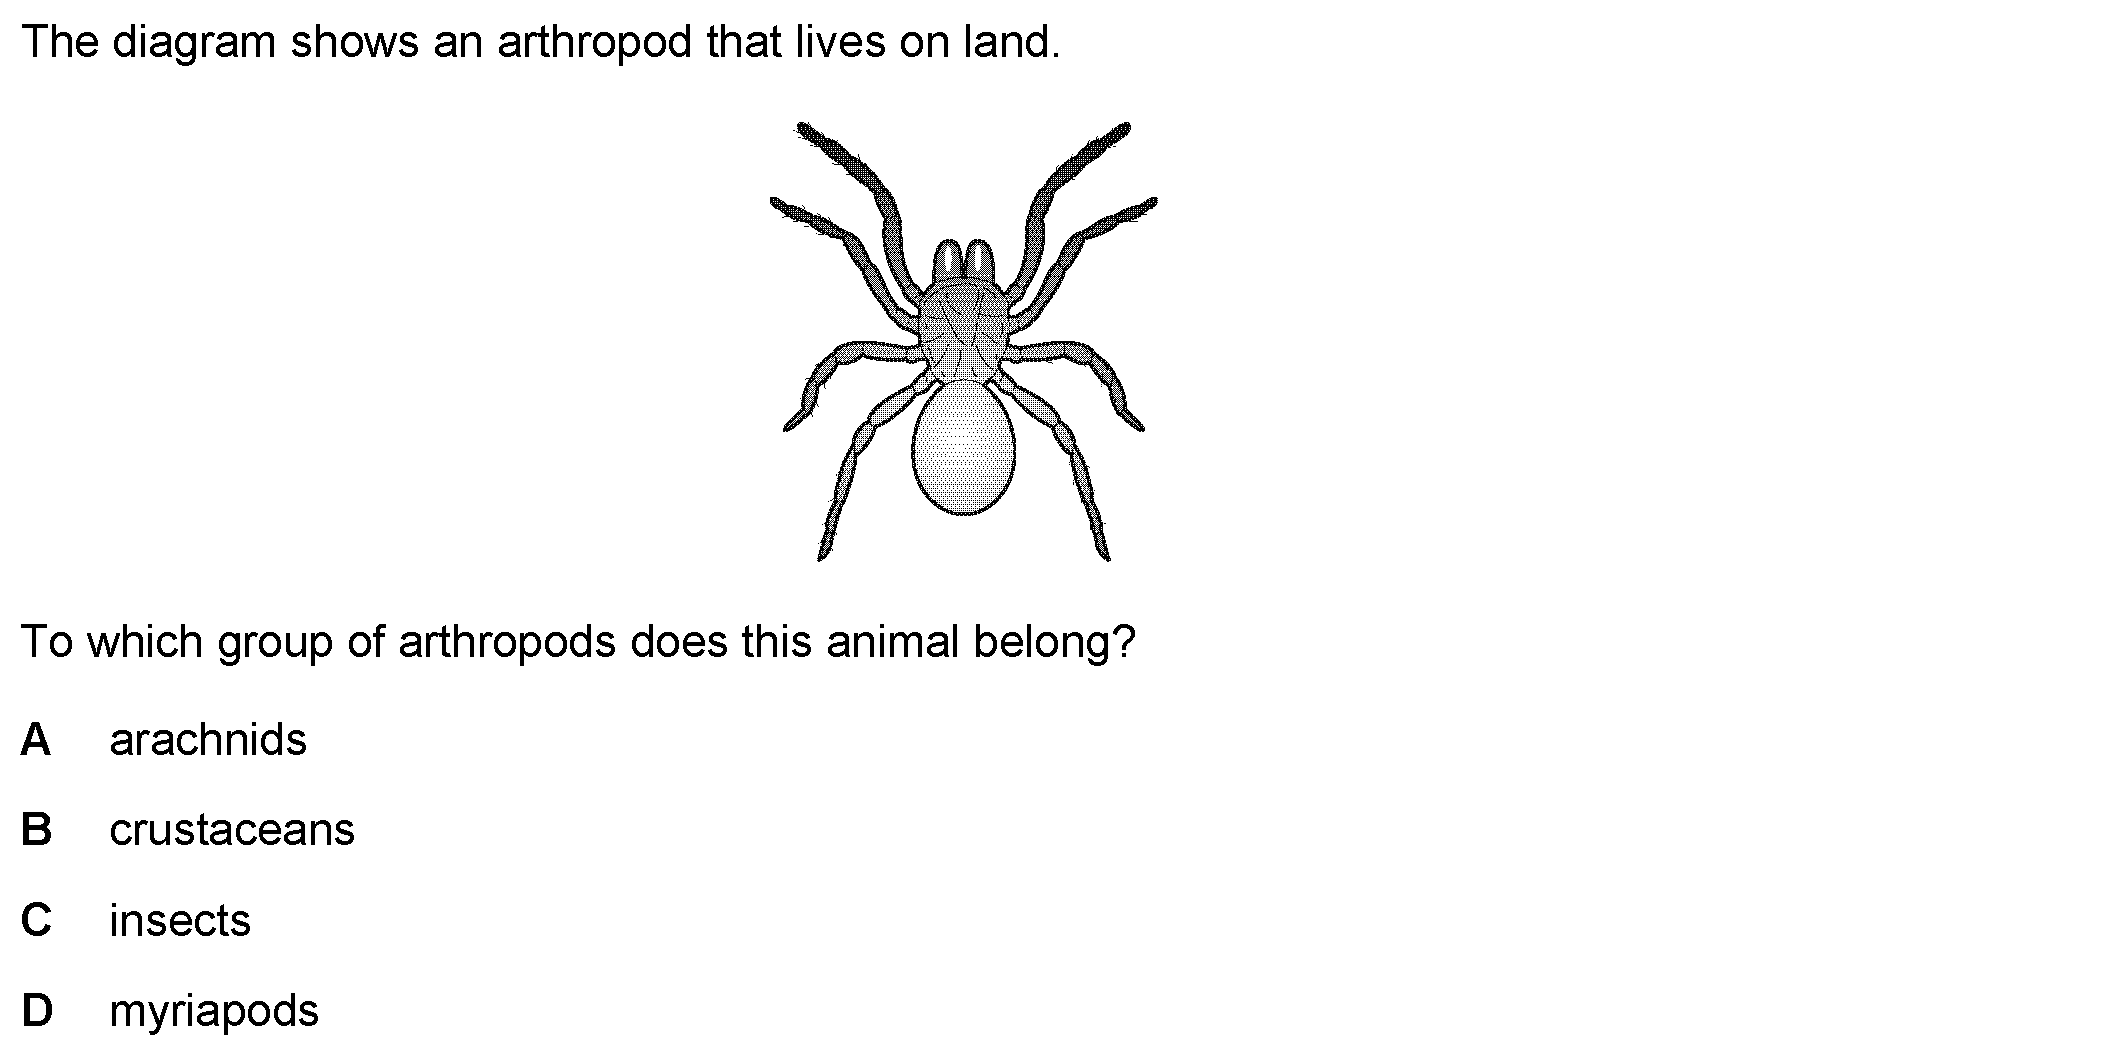 The diagram shows an arthropod that lives on land.
To which group of arthropods does this animal belong?
A arachnids
B crustaceans
C insects
D myriapods